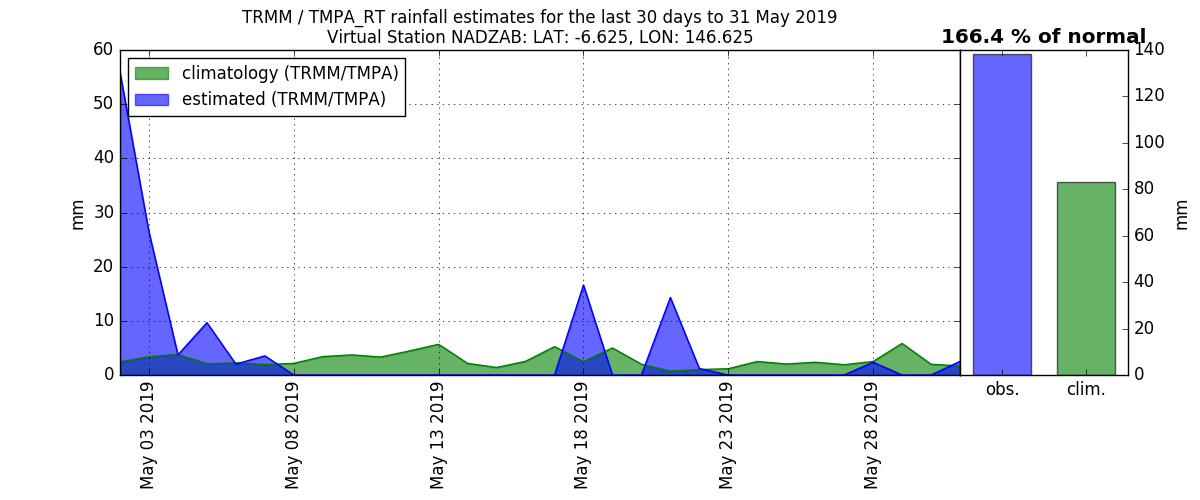 TRMM / TMPA_RT rainfall estimates for the last 30 days to 31 May 2019
Virtual Station NADZAB: LAT: -6.625, LON: 146.625
166.4 % of normal
climatology (TRMM/TMPA)
estimated (TRMM/TMPA)
60
50
40
30
20
10
0
mm
May 03 2019
May 08 2019
May 13 2019
May 18 2019
May 23 2019
May 28 2019
140
120
100
80
60
40
20
0
mm
obs.
clim.